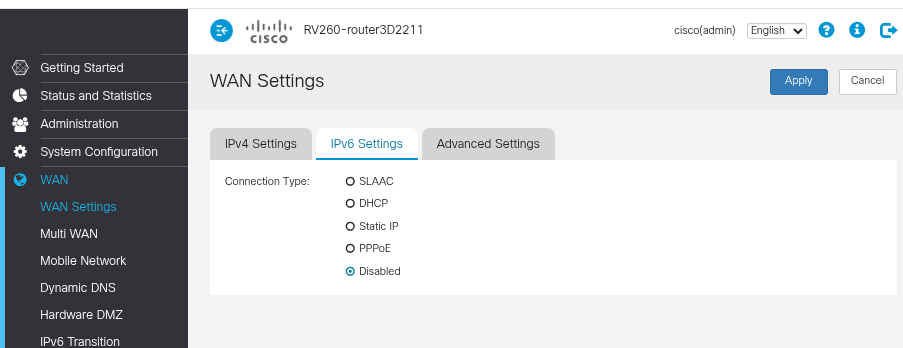 CISCO RV260-router3D2211 cisco(admin) English
Getting Started
Status and Statistics
Administration
System Configuration
WAN
WAN Settings
Multi WAN
Mobile Network
Dynamic DNS
Hardware DMZ
IPv6 Transition
WAN Settings Apply Cancel
IPv4 Settings IPv6 Settings Advanced Settings
Connection Type: SLAAC
DHCP
Static IP
PPPoE
Disabled